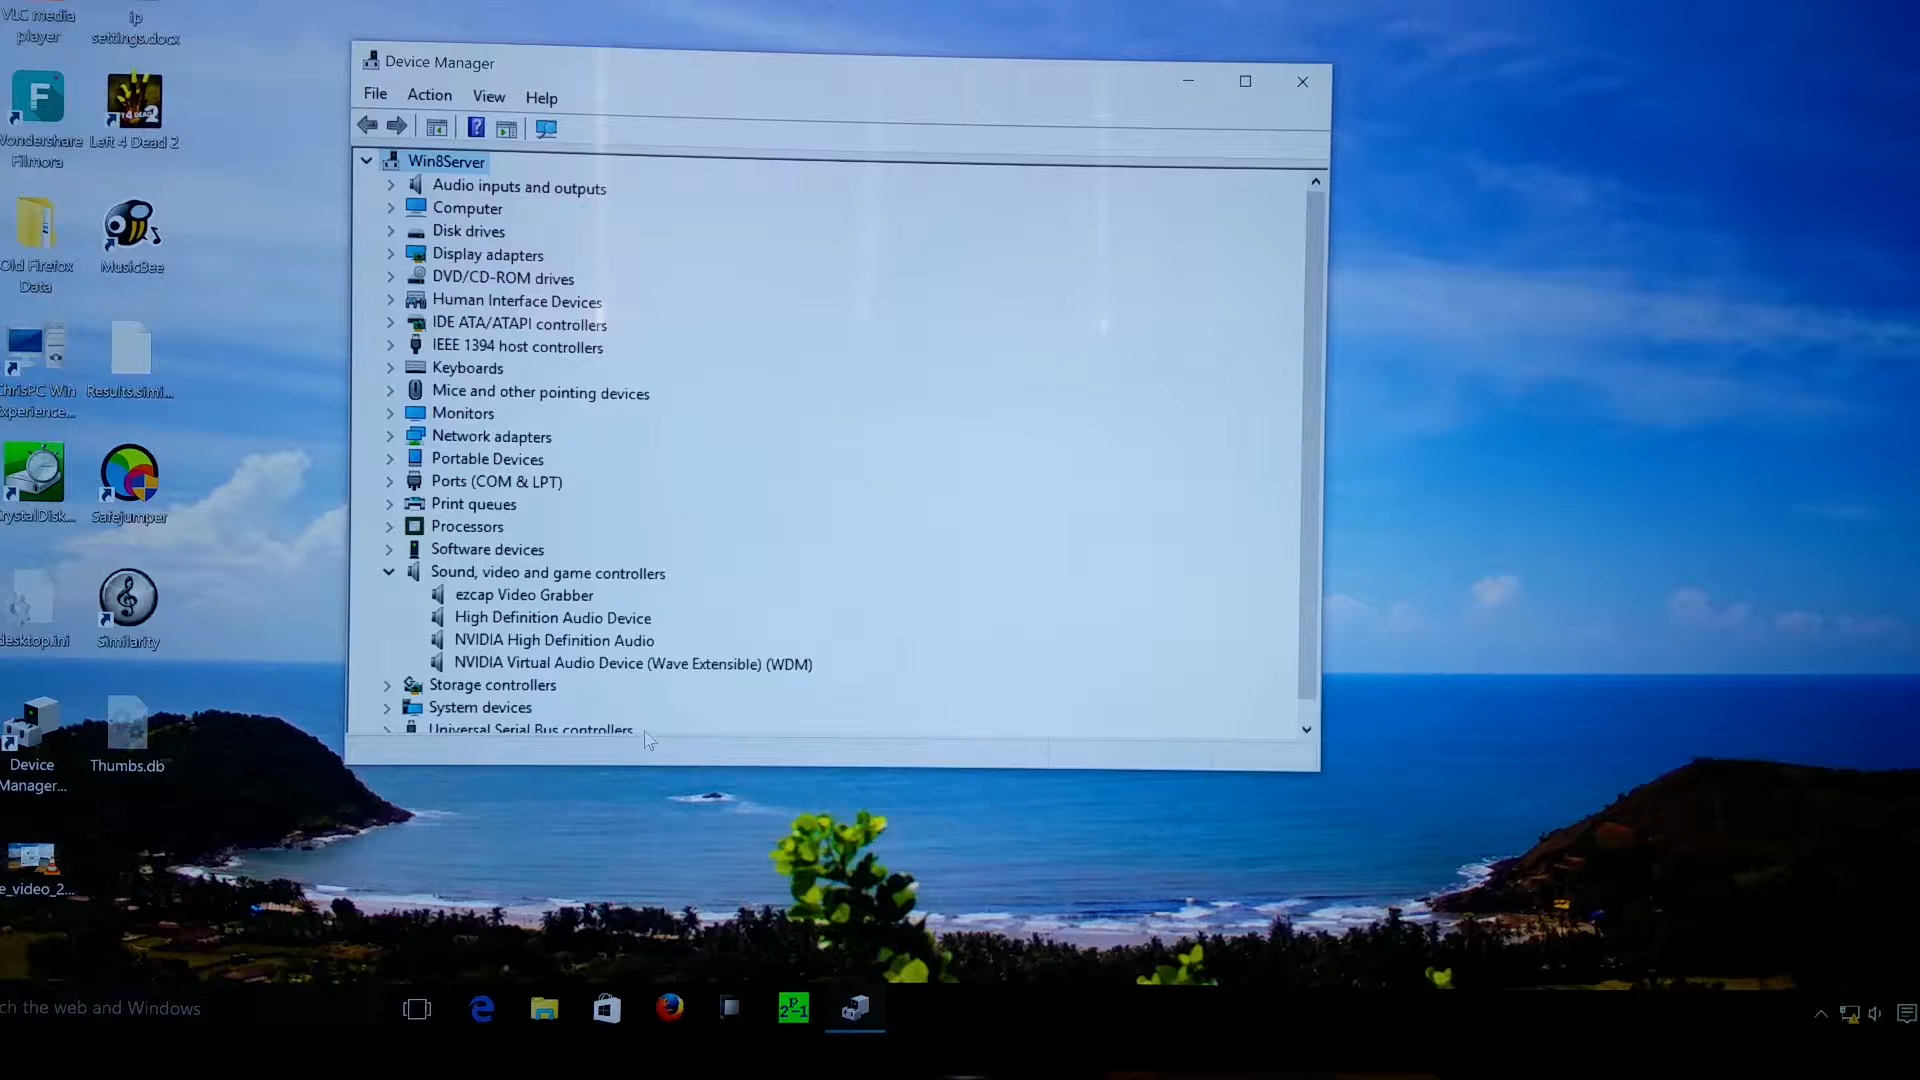 VLC media
player
ip
settings.docx
Wondershare
Filmora
Left 4 Dead 2
Old Firefox
Data
MusicBee
ChrisPC Win
Experience...
Results.simi...
CrystalDisk...
Safejumper
desktop.ini
Similarity
Device
Manager...
Thumbs.db
e_video_2...
Device Manager
File Action View Help
Win8Server
Audio inputs and outputs
Computer
Disk drives
Display adapters
DVD/CD-ROM drives
Human Interface Devices
IDE ATA/ATAPI controllers
IEEE 1394 host controllers
Keyboards
Mice and other pointing devices
Monitors
Network adapters
Portable Devices
Ports (COM & LPT)
Print queues
Processors
Software devices
Sound, video and game controllers
ezcap Video Grabber
High Definition Audio Device
NVIDIA High Definition Audio
NVIDIA Virtual Audio Device (Wave Extensible) (WDM)
Storage controllers
System devices
Universal Serial Bus controllers
ch the web and Windows
P
2-1